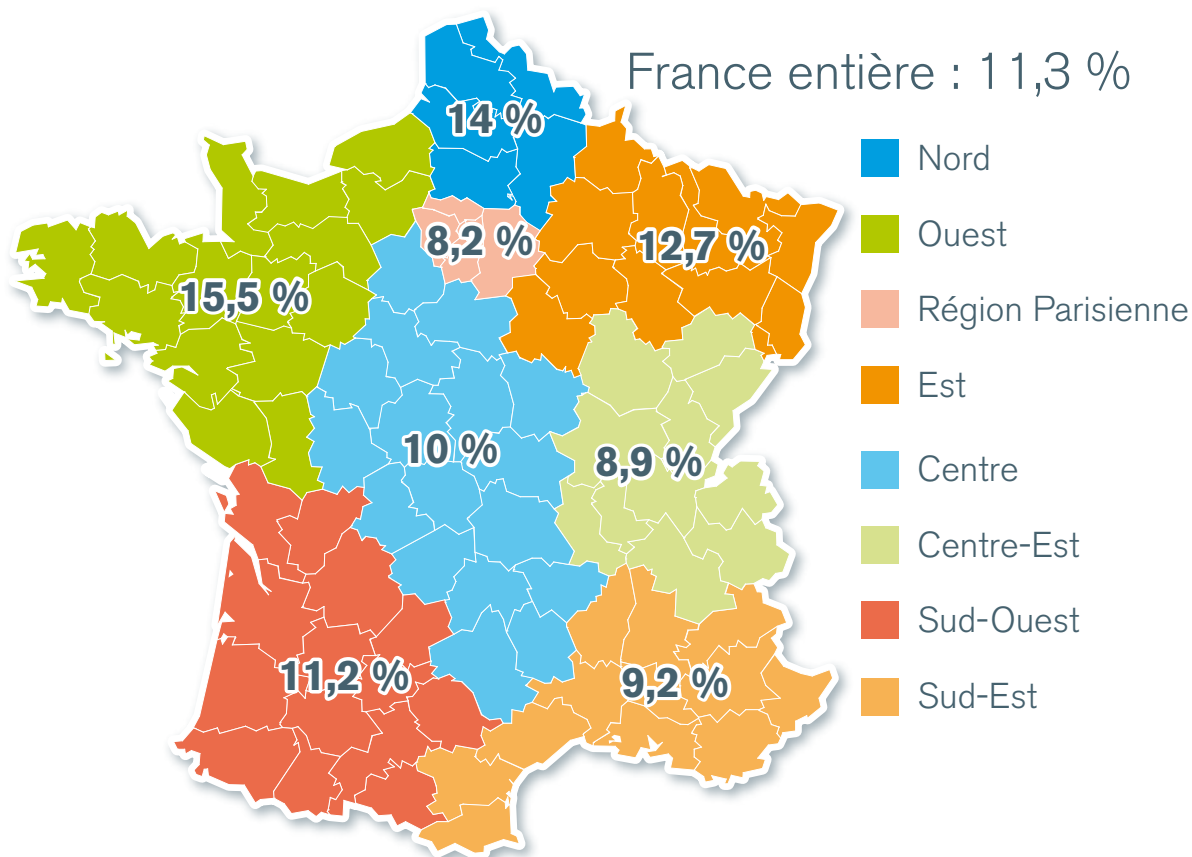 France entière : 11,3 %
14 %
8,2 %
12,7 %
15,5 %
10 %
8,9 %
11,2 %
9,2 %
Nord
Ouest
Région Parisienne
Est
Centre
Centre-Est
Sud-Ouest
Sud-Est